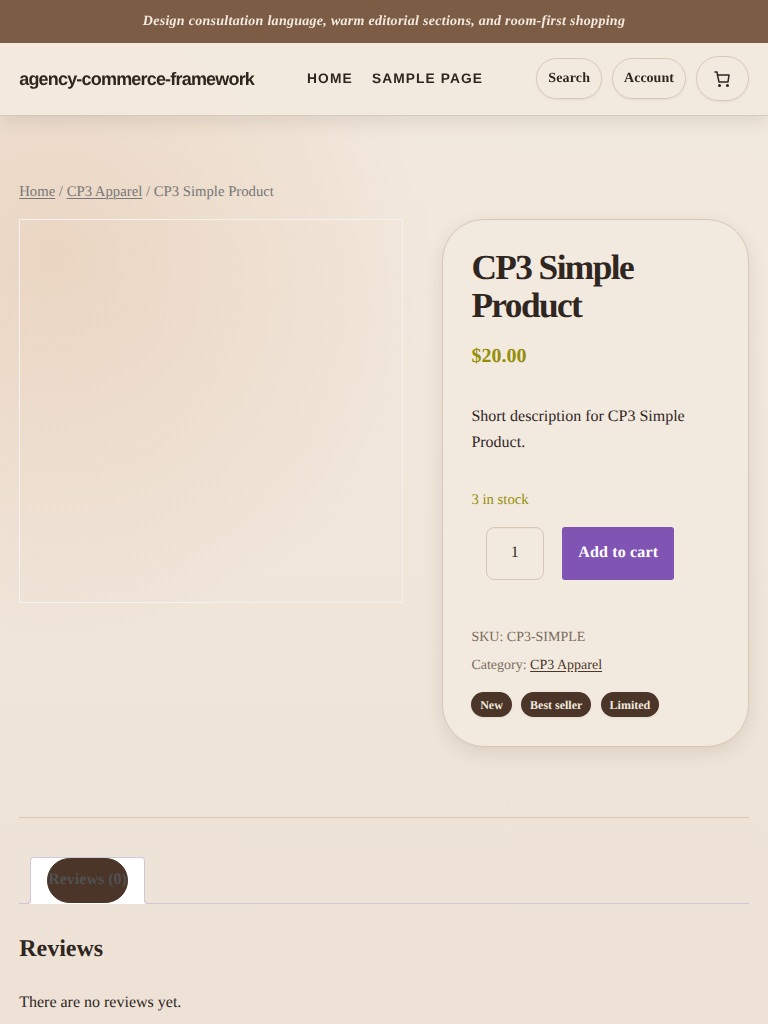 Design consultation language, warm editorial sections, and room-first shopping
agency-commerce-framework HOME SAMPLE PAGE Search Account
Home / CP3 Apparel / CP3 Simple Product
CP3 Simple
Product
$20.00
Short description for CP3 Simple
Product.
3 in stock
1 Add to cart
SKU: CP3-SIMPLE
Category: CP3 Apparel
New Best seller Limited
Reviews (0)
Reviews
There are no reviews yet.